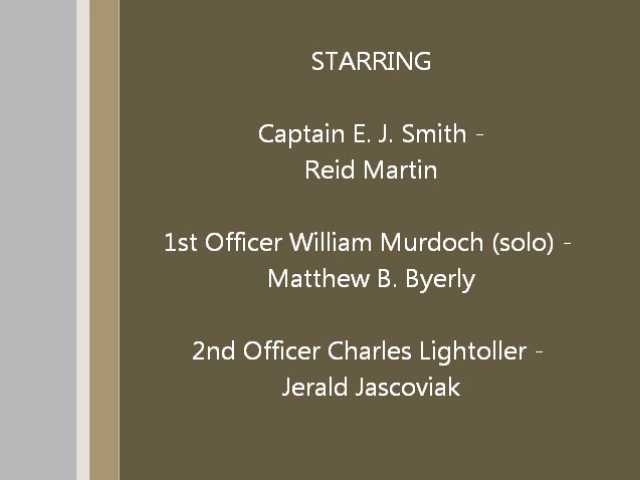 STARRING
Captain E. J. Smith -
Reid Martin
1st Officer William Murdoch (solo) -
Matthew B. Byerly
2nd Officer Charles Lightoller -
Jerald Jascoviak